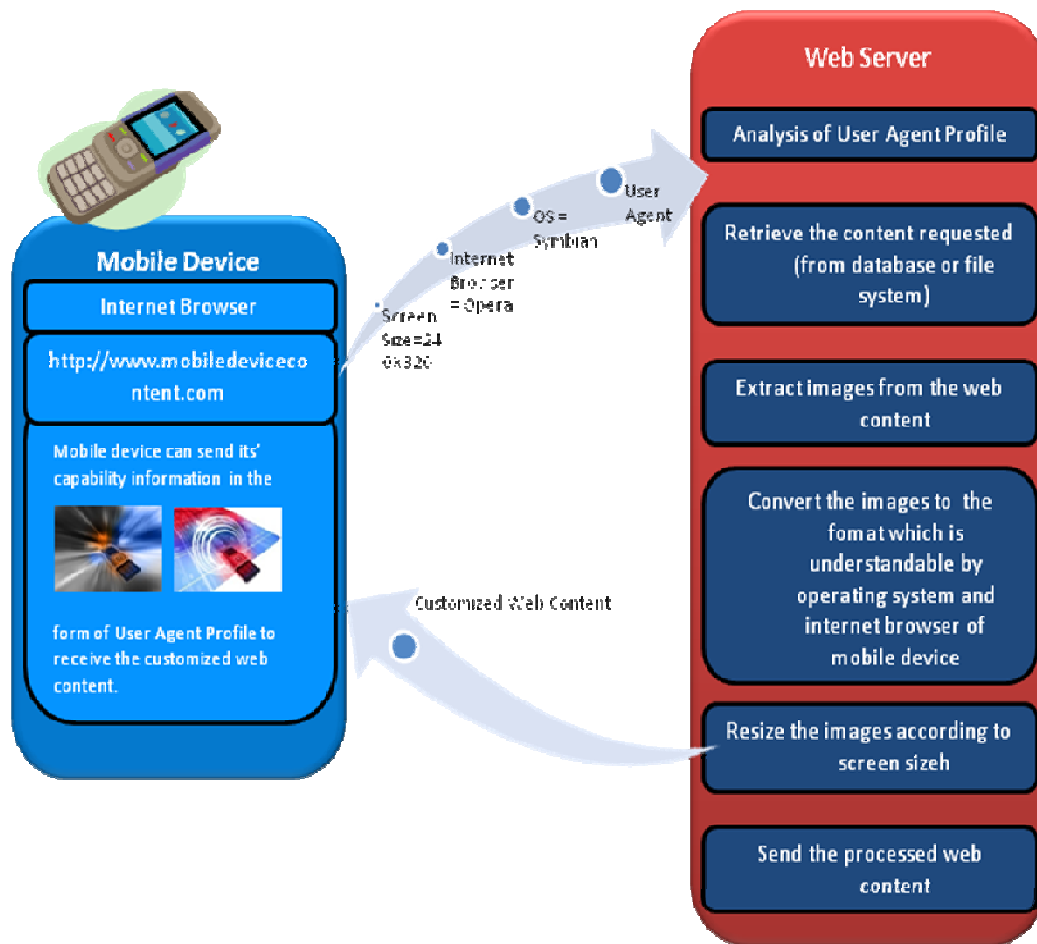 Mobile Device
Internet Browser
http://www.mobiledeviceco
ntent.com
Mobile device can send its'
capability information in the
form of User Agent Profile to
receive the customized web
content.
Screen
Size=24
0X320
Internet
Browser
= Opera
OS =
Symbian
User
Agent
Customized Web Content
Web Server
Analysis of User Agent Profile
Retrieve the content requested
(from database or file
system)
Extract images from the web
content
Convert the images to the
fomat which is
understandable by
operating system and
internet browser of
mobile device
Resize the images according to
screen sizeh
Send the processed web
content